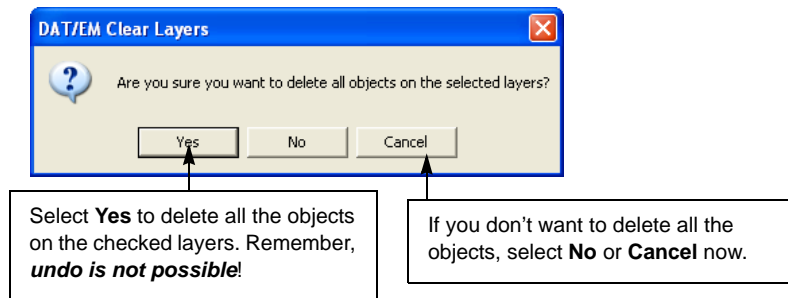 DAT/EM Clear Layers
Are you sure you want to delete all objects on the selected layers?
Yes No Cancel
Select Yes to delete all the objects
on the checked layers. Remember,
undo is not possible!
If you don’t want to delete all the
objects, select No or Cancel now.